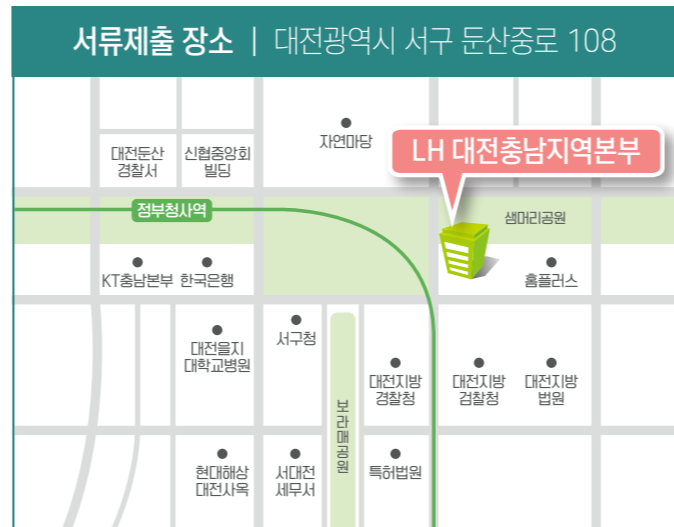 서류제출 장소 | 대전광역시 서구 둔산중로 108
자연마당
대전둔산
경찰서
신협중앙회
빌딩
LH 대전충남지역본부
정부청사역
샘머리공원
KT충남본부
한국은행
홈플러스
서구청
대전을지
대학교병원
대전지방
경찰청
대전지방
검찰청
대전지방
법원
보라매공원
현대해상
대전사옥
서대전
세무서
특허법원